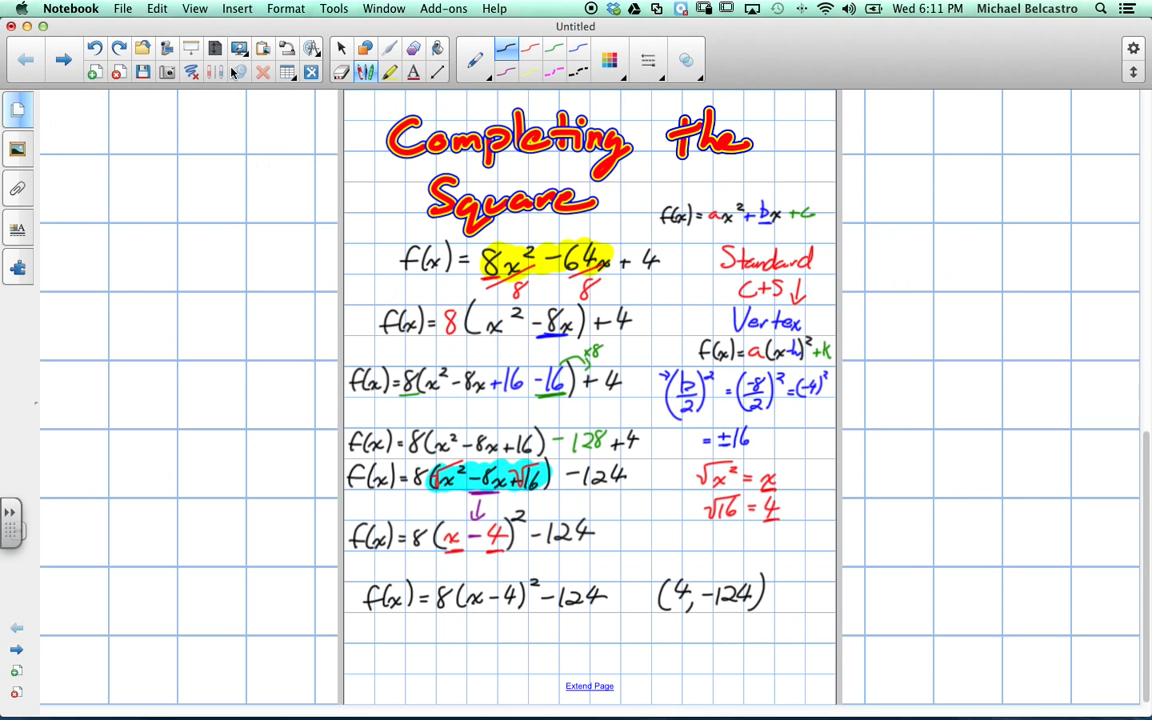 Notebook File Edit View Insert Format Tools Window Add-ons Help Wed 6:11 PM Michael Belcastro
Untitled
Completing the
Square
f(x) = ax² + bx + c
f(x) = 8x² - 64x + 4
8 8
Standard
C+S ↓
f(x) = 8(x² - 8x) + 4
Vertex
f(x) = a(x-h)² + k
×8
f(x) = 8(x² - 8x + 16 - 16) + 4
→(b/2)² = (-8/2)² = (-4)²
f(x) = 8(x² - 8x + 16) - 128 + 4
= ±16
f(x) = 8(√x² - 8x + √16) - 124
√x² = x
√16 = 4
f(x) = 8(x - 4)² - 124
f(x) = 8(x - 4)² - 124 (4, -124)
Extend Page